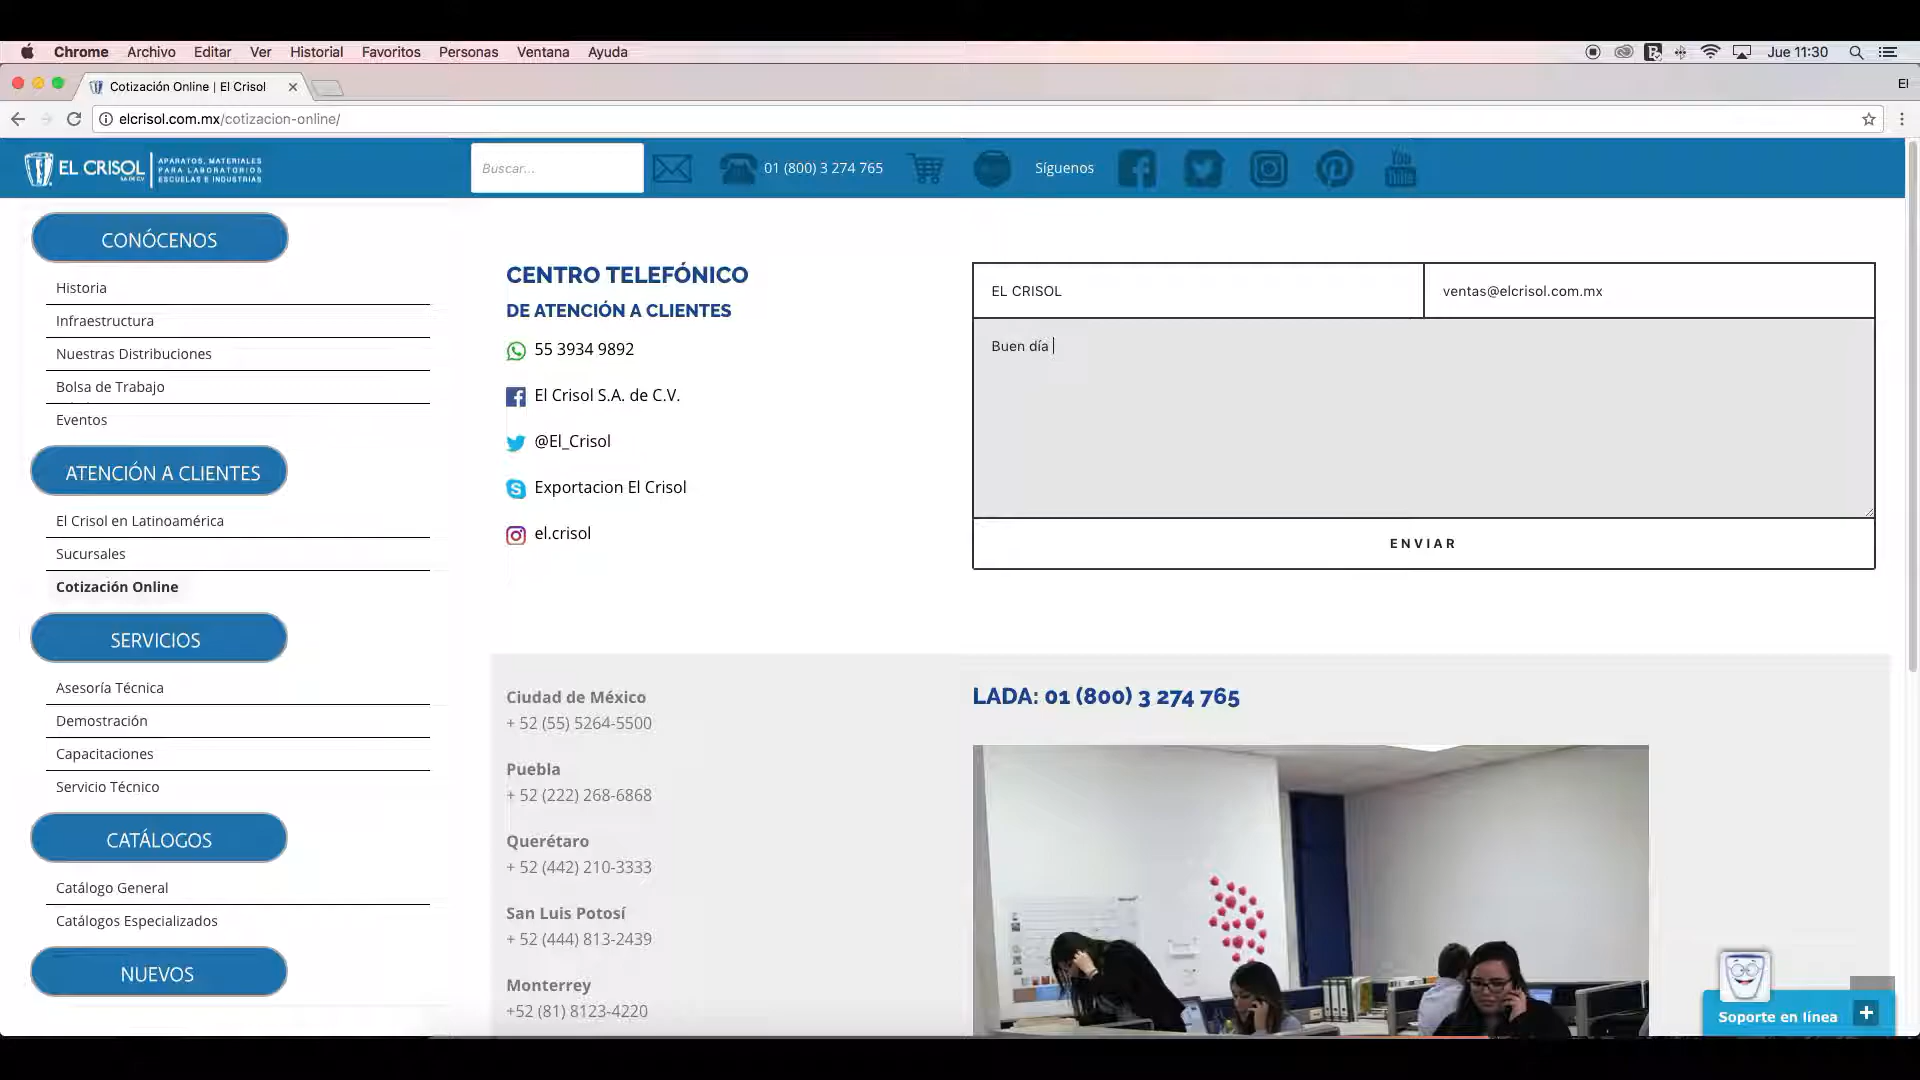 Chrome Archivo Editar Ver Historial Favoritos Personas Ventana Ayuda
Jue 11:30
Cotización Online | El Crisol
El
elcrisol.com.mx/cotizacion-online/
EL CRISOL
S.A. DE C.V.
APARATOS, MATERIALES
PARA LABORATORIOS
ESCUELAS E INDUSTRIAS
Buscar...
01 (800) 3 274 765
Síguenos
You
Tube
CONÓCENOS
Historia
Infraestructura
Nuestras Distribuciones
Bolsa de Trabajo
Eventos
ATENCIÓN A CLIENTES
El Crisol en Latinoamérica
Sucursales
Cotización Online
SERVICIOS
Asesoría Técnica
Demostración
Capacitaciones
Servicio Técnico
CATÁLOGOS
Catálogo General
Catálogos Especializados
NUEVOS
CENTRO TELEFÓNICO
DE ATENCIÓN A CLIENTES
55 3934 9892
El Crisol S.A. de C.V.
@El_Crisol
Exportacion El Crisol
el.crisol
EL CRISOL
ventas@elcrisol.com.mx
Buen día
ENVIAR
Ciudad de México
+ 52 (55) 5264-5500
Puebla
+ 52 (222) 268-6868
Querétaro
+ 52 (442) 210-3333
San Luis Potosí
+ 52 (444) 813-2439
Monterrey
+52 (81) 8123-4220
LADA: 01 (800) 3 274 765
Soporte en línea